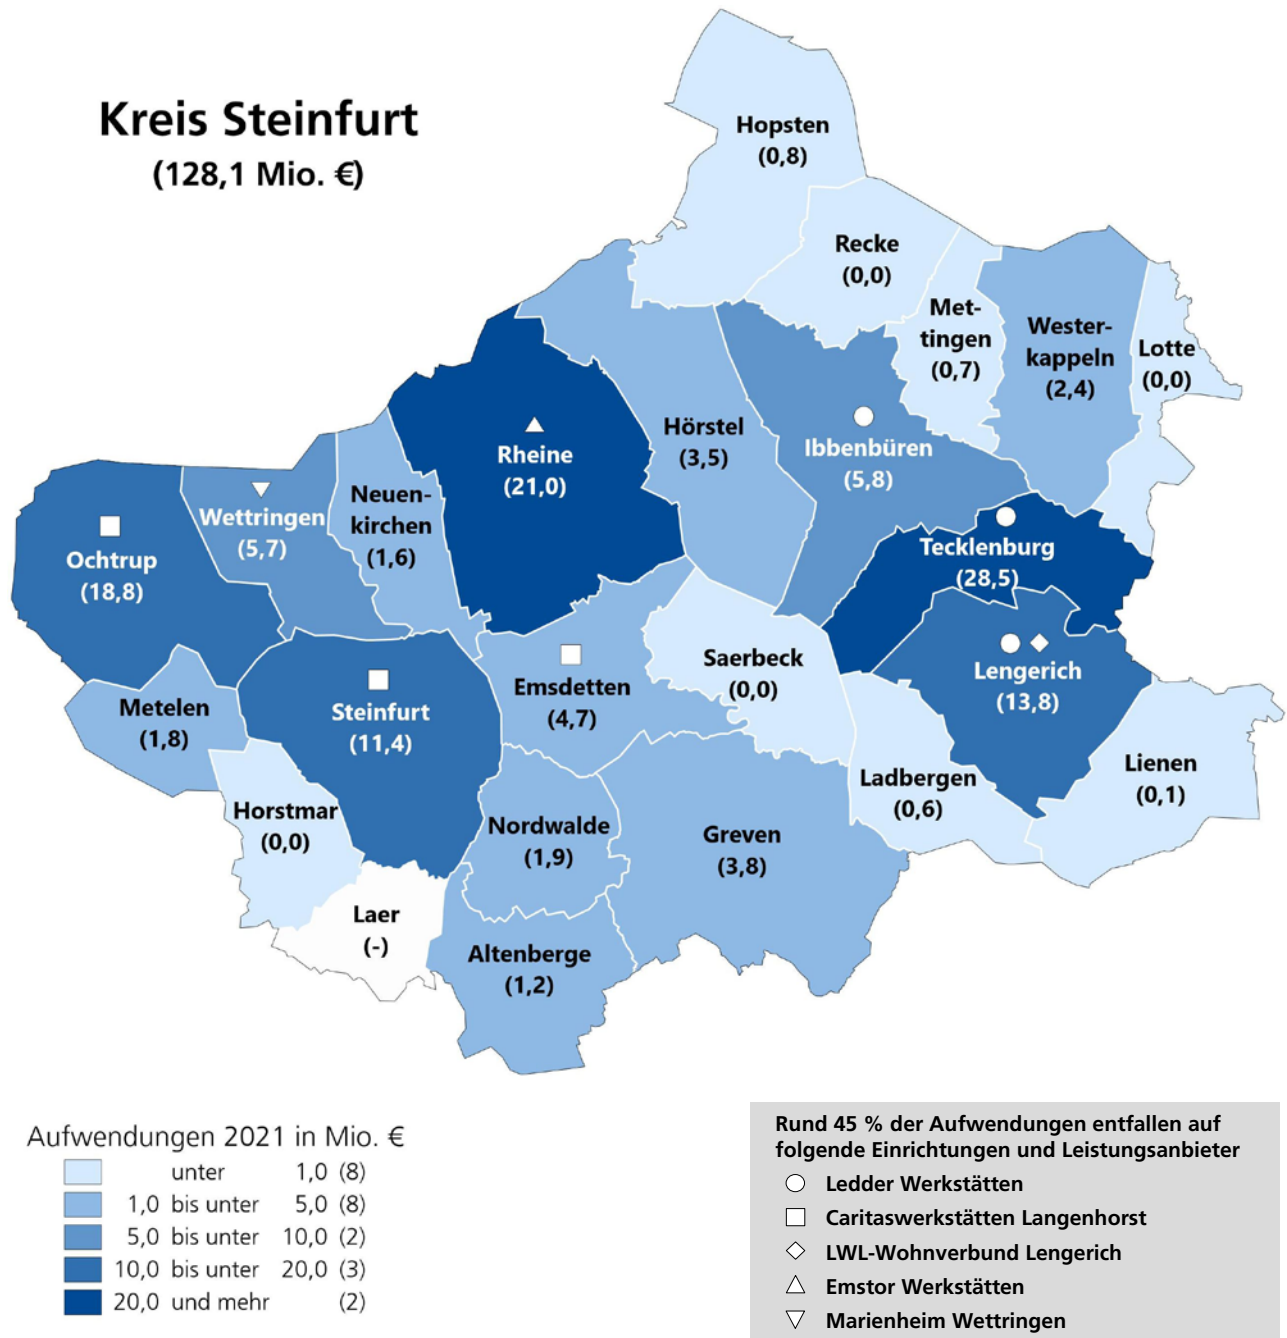 Kreis Steinfurt
(128,1 Mio. €)
Hopsten
(0,8)
Recke
(0,0)
Met-
tingen
(0,7)
Wester-
kappeln
(2,4)
Lotte
(0,0)
Hörstel
(3,5)
Ibbenbüren
(5,8)
Rheine
(21,0)
Neuen-
kirchen
(1,6)
Wettringen
(5,7)
Ochtrup
(18,8)
Tecklenburg
(28,5)
Lengerich
(13,8)
Saerbeck
(0,0)
Emsdetten
(4,7)
Steinfurt
(11,4)
Metelen
(1,8)
Horstmar
(0,0)
Nordwalde
(1,9)
Greven
(3,8)
Ladbergen
(0,6)
Lienen
(0,1)
Laer
(-)
Altenberge
(1,2)
Aufwendungen 2021 in Mio. €
unter 1,0 (8)
1,0 bis unter 5,0 (8)
5,0 bis unter 10,0 (2)
10,0 bis unter 20,0 (3)
20,0 und mehr (2)
Rund 45 % der Aufwendungen entfallen auf
folgende Einrichtungen und Leistungsanbieter
Ledder Werkstätten
Caritaswerkstätten Langenhorst
LWL-Wohnverbund Lengerich
Emstor Werkstätten
Marienheim Wettringen